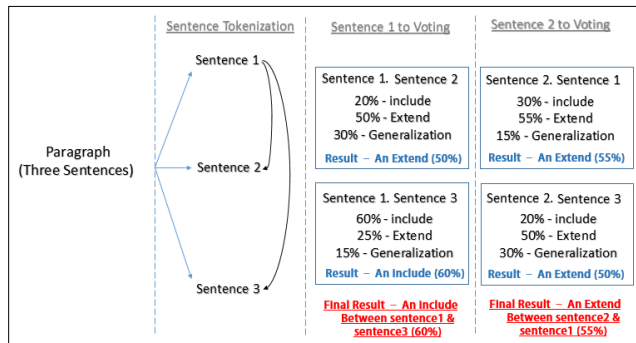 Sentence Tokenization
Sentence 1 to Voting
Sentence 2 to Voting
Paragraph
(Three Sentences)
Sentence 1
Sentence 2
Sentence 3
Sentence 1. Sentence 2
20% - include
50% - Extend
30% - Generalization
Result – An Extend (50%)
Sentence 1. Sentence 3
60% - include
25% - Extend
15% - Generalization
Result – An Include (60%)
Final Result – An Include
Between sentence1 &
sentence3 (60%)
Sentence 2. Sentence 1
30% - include
55% - Extend
15% - Generalization
Result – An Extend (55%)
Sentence 2. Sentence 3
20% - include
50% - Extend
30% - Generalization
Result – An Extend (50%)
Final Result – An Extend
Between sentence2 &
sentence1 (55%)